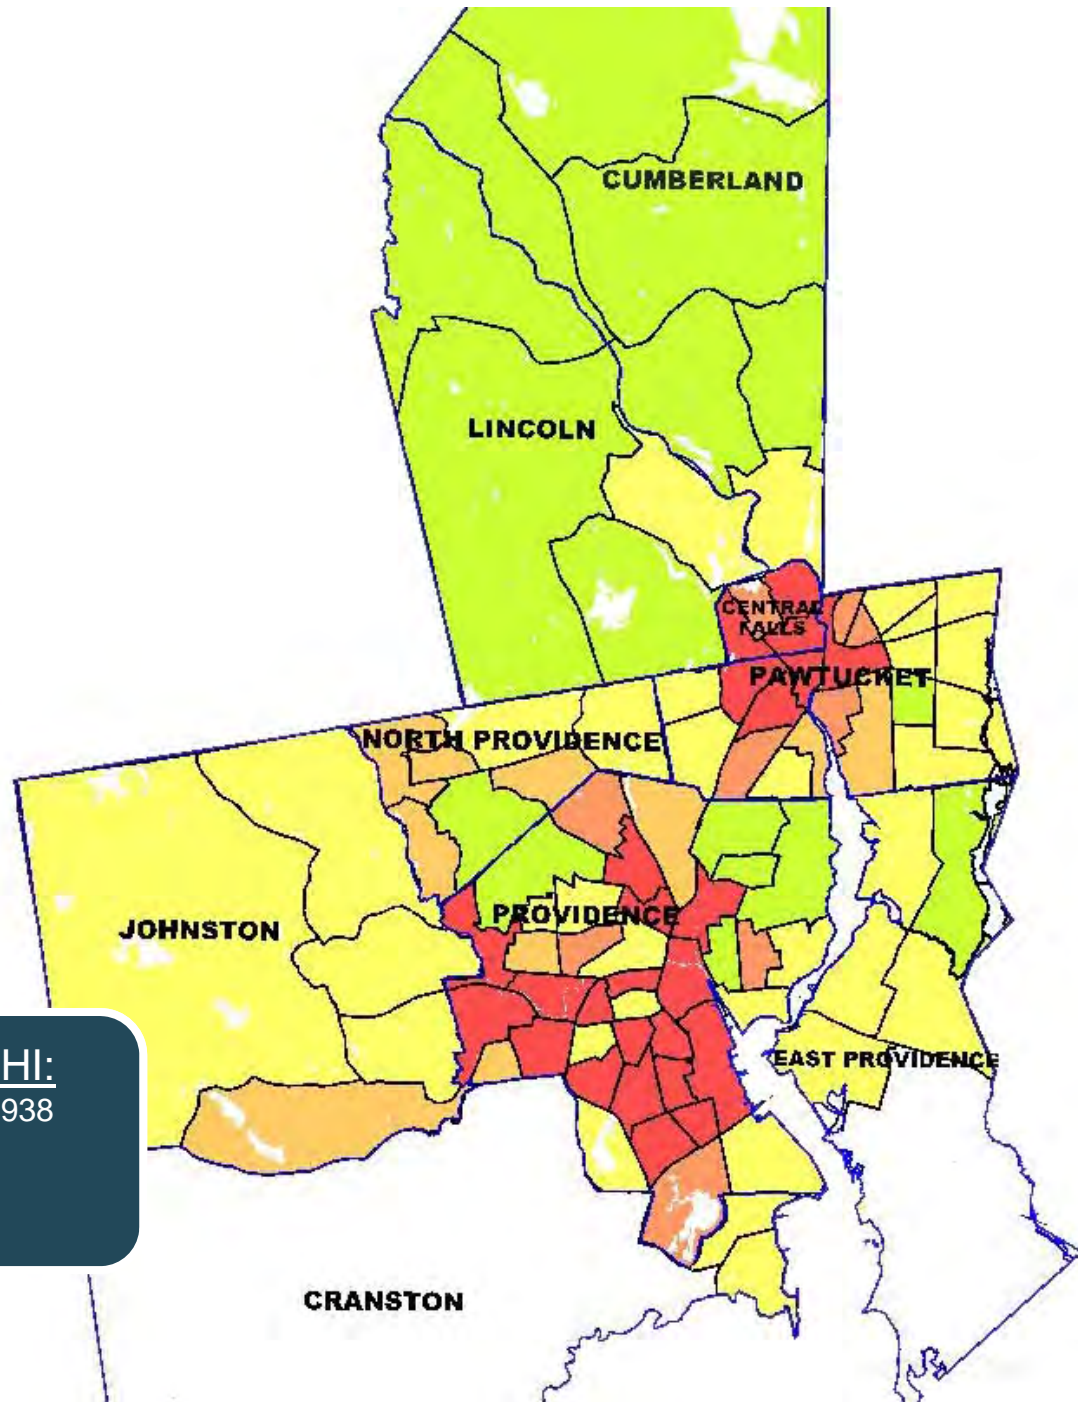 CUMBERLAND
LINCOLN
CENTRAL
FALLS
PAWTUCKET
NORTH PROVIDENCE
PROVIDENCE
JOHNSTON
HI:
938
EAST PROVIDENCE
CRANSTON